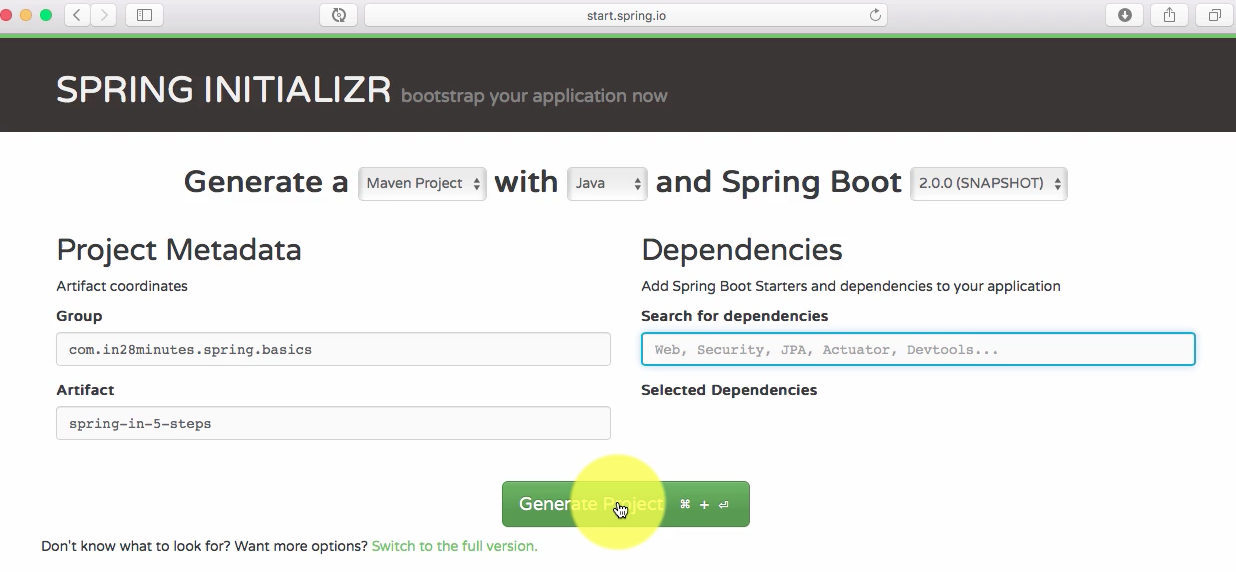 start.spring.io
SPRING INITIALIZR bootstrap your application now
Generate a Maven Project with Java and Spring Boot 2.0.0 (SNAPSHOT)
Project Metadata
Artifact coordinates
Group
com.in28minutes.spring.basics
Artifact
spring-in-5-steps
Dependencies
Add Spring Boot Starters and dependencies to your application
Search for dependencies
Web, Security, JPA, Actuator, Devtools...
Selected Dependencies
Generate Project ⌘ + ⏎
Don't know what to look for? Want more options? Switch to the full version.